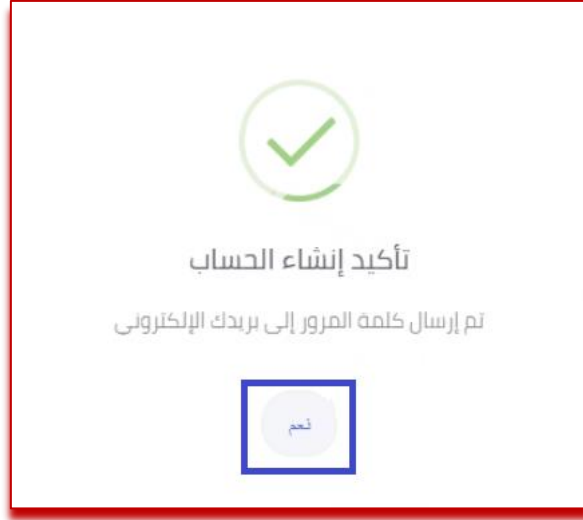 تأكيد إنشاء الحساب
تم إرسال كلمة المرور إلى بريدك الإلكتروني
نعم